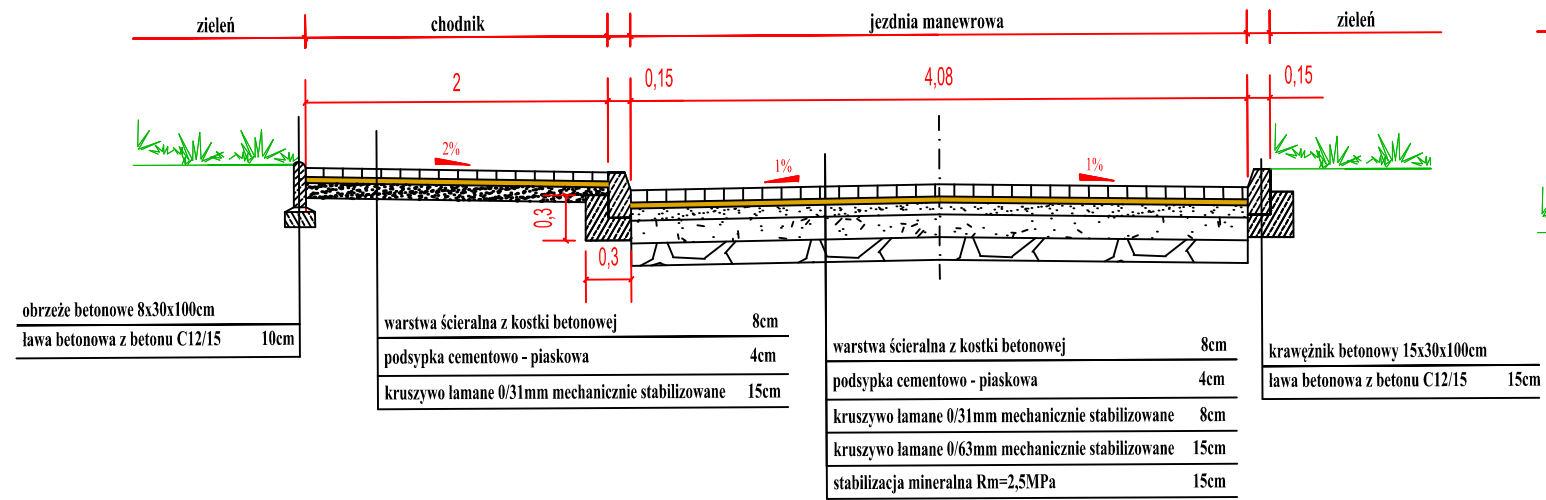 zieleń chodnik jezdnia manewrowa zieleń
2 0,15 4,08 0,15
2% 1% 1%
0,3
0,3
obrzeże betonowe 8x30x100cm
ława betonowa z betonu C12/15 10cm
warstwa ścieralna z kostki betonowej 8cm
podsypka cementowo - piaskowa 4cm
kruszywo łamane 0/31mm mechanicznie stabilizowane 15cm
warstwa ścieralna z kostki betonowej 8cm
podsypka cementowo - piaskowa 4cm
kruszywo łamane 0/31mm mechanicznie stabilizowane 8cm
kruszywo łamane 0/63mm mechanicznie stabilizowane 15cm
stabilizacja mineralna Rm=2,5MPa 15cm
krawężnik betonowy 15x30x100cm
ława betonowa z betonu C12/15 15cm